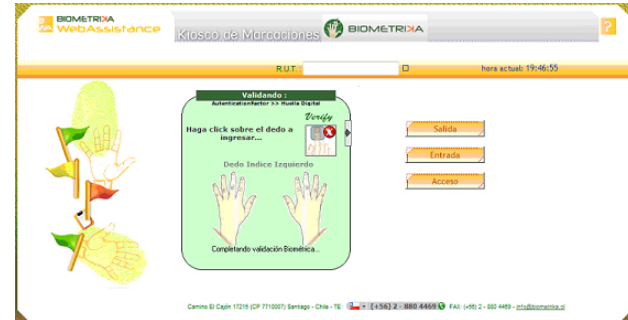 BIOMETRIKA
WebAssistance
Kiosco de Marcaciones
BIOMETRIKA
?
R.U.T. :
hora actual: 19:46:55
Validando :
AutenticationFactor >> Huella Digital
Verify
Haga click sobre el dedo a
ingresar...
Dedo Indice Izquierdo
Completando validación Biométrica...
Salida
Entrada
Acceso
Camino El Cajón 17219 (CP 7710007) Santiago - Chile - TE: (+56) 2 - 880 4469 FAX: (+56) 2 - 880 4469 - info@biometrika.cl